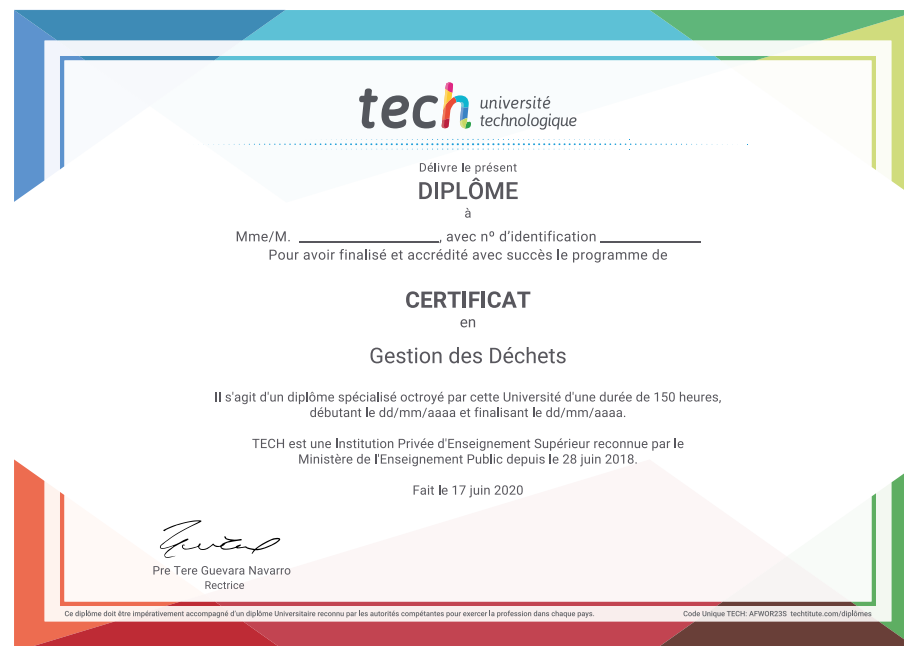 tech université
technologique
Délivre le présent
DIPLÔME
à
Mme/M. ____________________, avec nº d'identification ______________
Pour avoir finalisé et accrédité avec succès le programme de
CERTIFICAT
en
Gestion des Déchets
Il s'agit d'un diplôme spécialisé octroyé par cette Université d'une durée de 150 heures,
débutant le dd/mm/aaaa et finalisant le dd/mm/aaaa.
TECH est une Institution Privée d'Enseignement Supérieur reconnue par le
Ministère de l'Enseignement Public depuis le 28 juin 2018.
Fait le 17 juin 2020
Pre Tere Guevara Navarro
Rectrice
Ce diplôme doit être impérativement accompagné d'un diplôme Universitaire reconnu par les autorités compétentes pour exercer la profession dans chaque pays. Code Unique TECH: AFWOR23S techtitute.com/diplômes